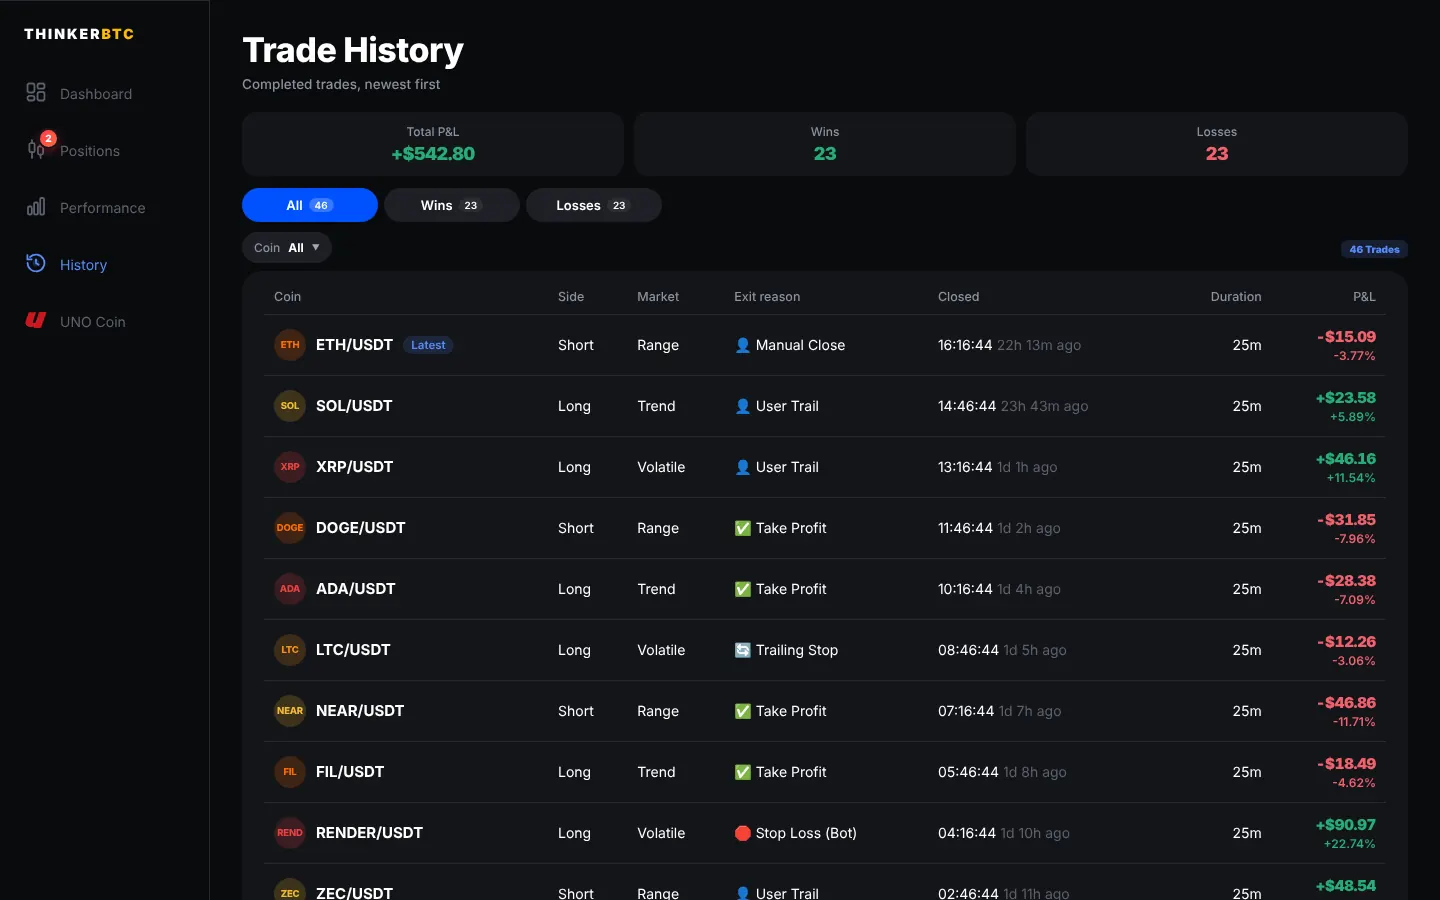 THINKERBTC
Dashboard
2
Positions
Performance
History
UNO Coin
Trade History
Completed trades, newest first
Total P&L
+$542.80
Wins
23
Losses
23
All 46
Wins 23
Losses 23
Coin All ▼
46 Trades
Coin Side Market Exit reason Closed Duration P&L
ETH ETH/USDT Latest Short Range Manual Close 16:16:44 22h 13m ago 25m -$15.09
-3.77%
SOL SOL/USDT Long Trend User Trail 14:46:44 23h 43m ago 25m +$23.58
+5.89%
XRP XRP/USDT Long Volatile User Trail 13:16:44 1d 1h ago 25m +$46.16
+11.54%
DOGE DOGE/USDT Short Range Take Profit 11:46:44 1d 2h ago 25m -$31.85
-7.96%
ADA ADA/USDT Long Trend Take Profit 10:16:44 1d 4h ago 25m -$28.38
-7.09%
LTC LTC/USDT Long Volatile Trailing Stop 08:46:44 1d 5h ago 25m -$12.26
-3.06%
NEAR NEAR/USDT Short Range Take Profit 07:16:44 1d 7h ago 25m -$46.86
-11.71%
FIL FIL/USDT Long Trend Take Profit 05:46:44 1d 8h ago 25m -$18.49
-4.62%
REND RENDER/USDT Long Volatile Stop Loss (Bot) 04:16:44 1d 10h ago 25m +$90.97
+22.74%
ZEC ZEC/USDT Short Range User Trail 02:46:44 1d 11h ago 25m +$48.54